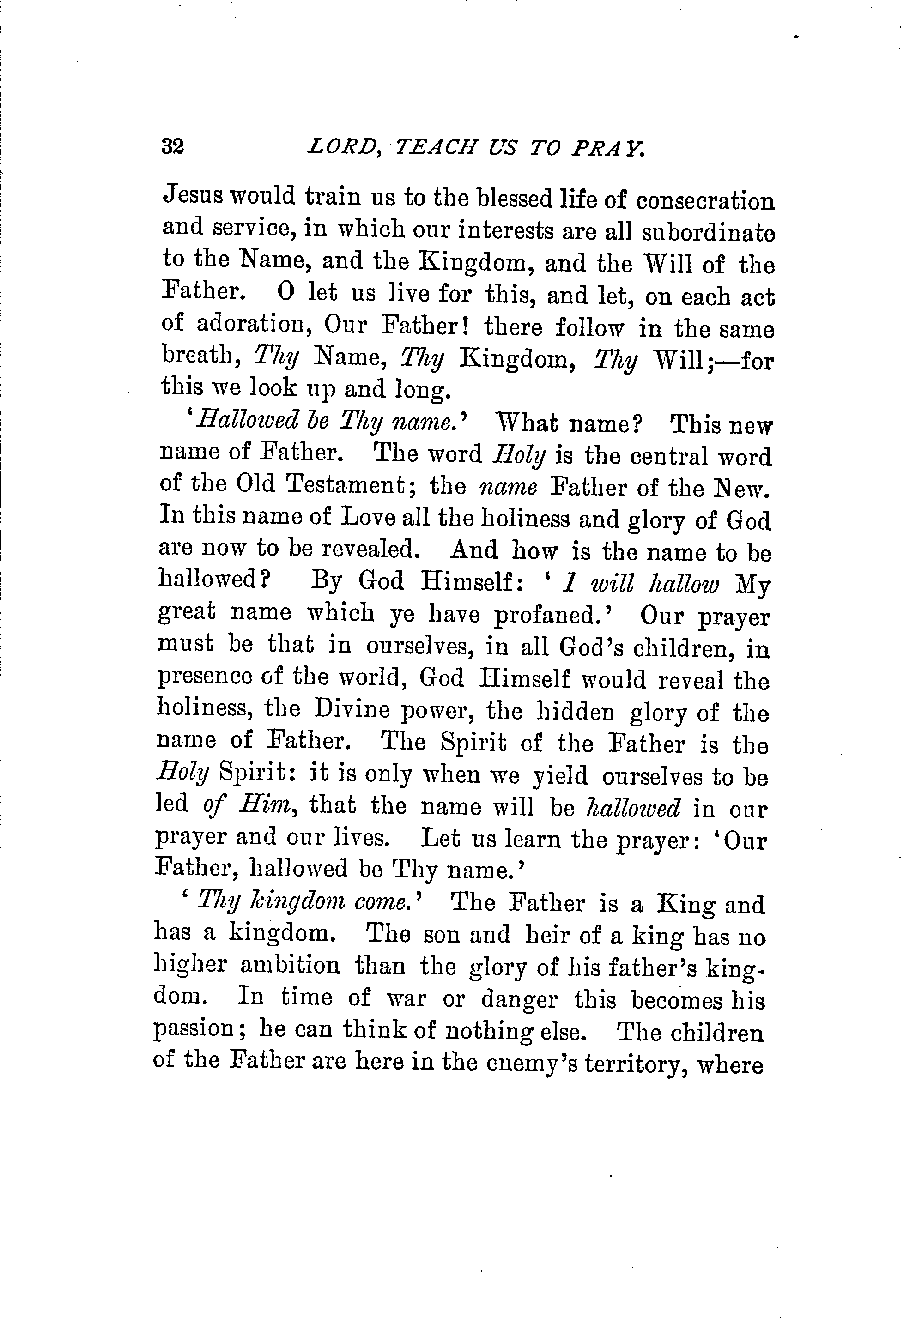 32 LORD, TEACH US TO PRAY.
Jesus would train us to the blessed life of consecration
and service, in which our interests are all subordinate
to the Name, and the Kingdom, and the Will of the
Father. O let us live for this, and let, on each act
of adoration, Our Father! there follow in the same
breath, Thy Name, Thy Kingdom, Thy Will;—for
this we look up and long.
'Hallowed be Thy name.' What name? This new
name of Father. The word Holy is the central word
of the Old Testament; the name Father of the New.
In this name of Love all the holiness and glory of God
are now to be revealed. And how is the name to be
hallowed? By God Himself: 'I will hallow My
great name which ye have profaned.' Our prayer
must be that in ourselves, in all God's children, in
presence of the world, God Himself would reveal the
holiness, the Divine power, the hidden glory of the
name of Father. The Spirit of the Father is the
Holy Spirit: it is only when we yield ourselves to be
led of Him, that the name will be hallowed in our
prayer and our lives. Let us learn the prayer: 'Our
Father, hallowed be Thy name.'
'Thy kingdom come.' The Father is a King and
has a kingdom. The son and heir of a king has no
higher ambition than the glory of his father's king-
dom. In time of war or danger this becomes his
passion; he can think of nothing else. The children
of the Father are here in the enemy's territory, where